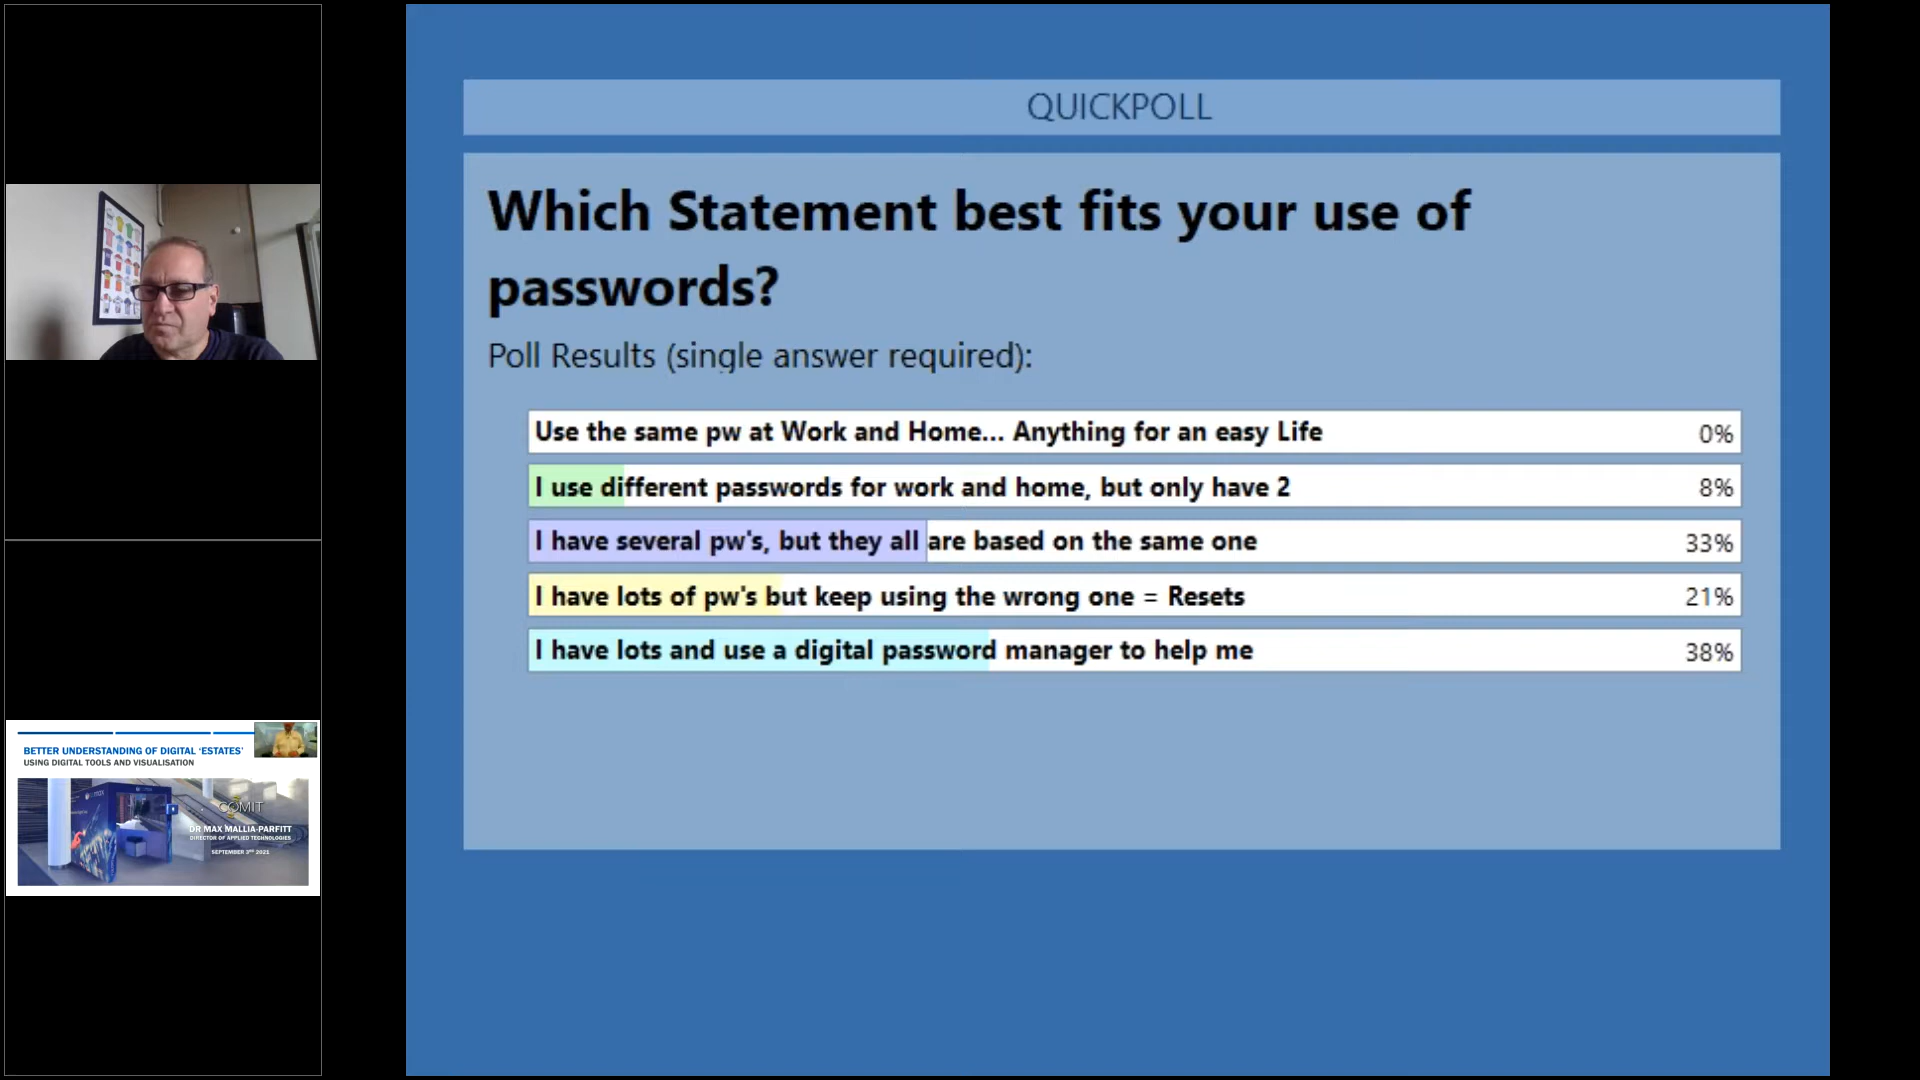 QUICKPOLL
Which Statement best fits your use of
passwords?
Poll Results (single answer required):
Use the same pw at Work and Home... Anything for an easy Life
0%
I use different passwords for work and home, but only have 2
8%
I have several pw's, but they all are based on the same one
33%
I have lots of pw's but keep using the wrong one = Resets
21%
I have lots and use a digital password manager to help me
38%
BETTER UNDERSTANDING OF DIGITAL 'ESTATES'
USING DIGITAL TOOLS AND VISUALISATION
COMIT
DR MAX MALLIA-PARFITT
DIRECTOR OF APPLIED TECHNOLOGIES
SEPTEMBER 3RD 2021